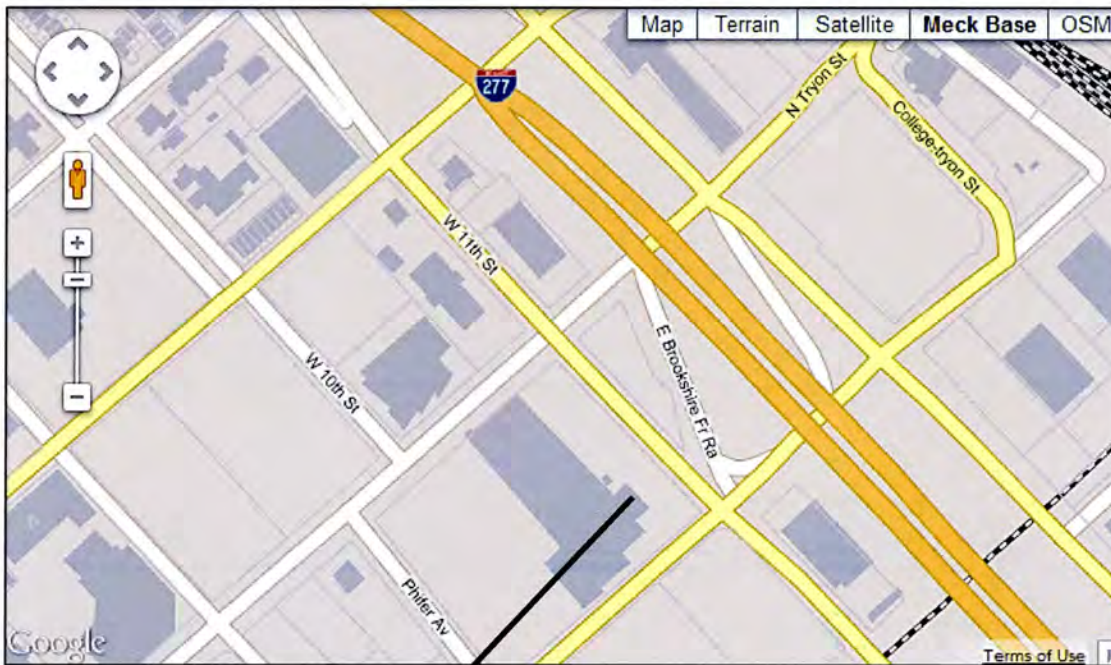 Map
Terrain
Satellite
Meck Base
OSM
277
N Tryon St
College-tryon St
W 11th St
E Brookshire Fr Ra
W 10th St
Phifer Av
Google
Terms of Use